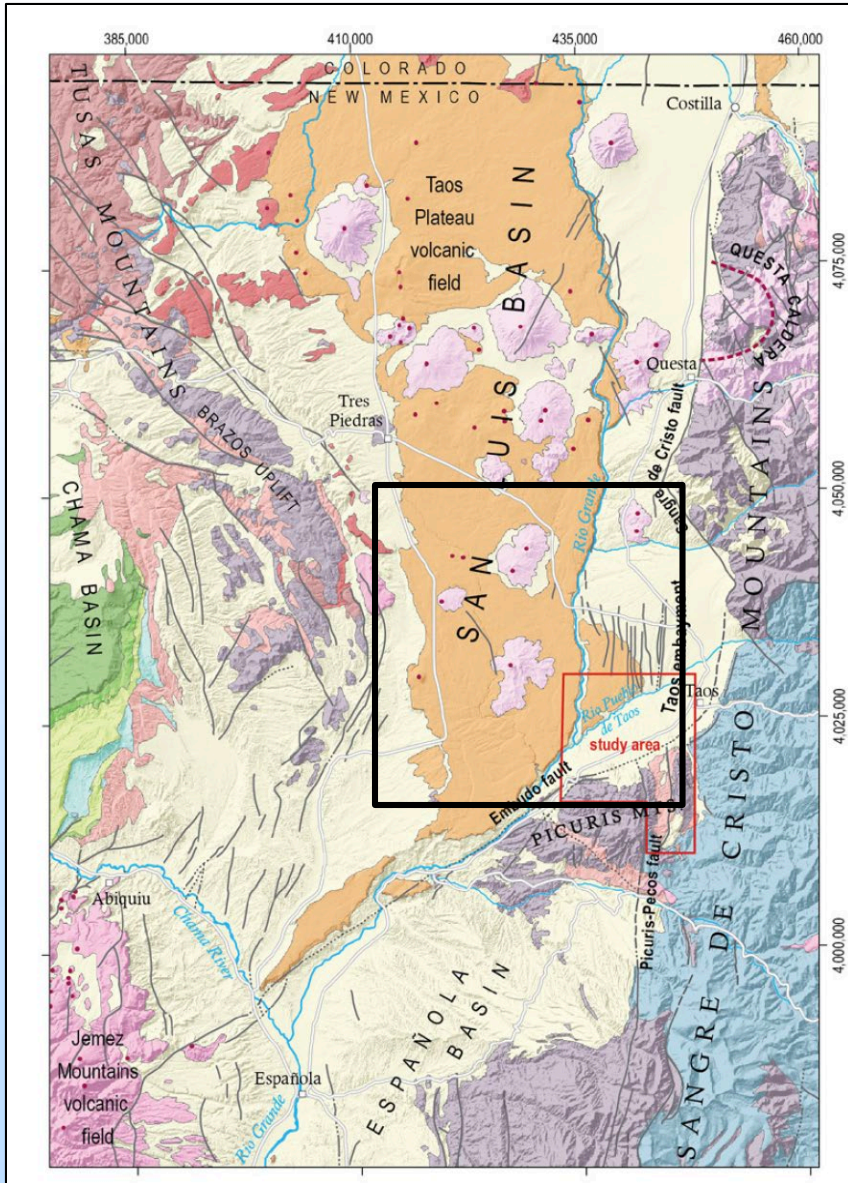 385,000
410,000
435,000
460,000
COLORADO
NEW MEXICO
Costilla
TUSAS MOUNTAINS
Taos
Plateau
volcanic
field
SAN LUIS BASIN
QUESTA CALDERA
4,075,000
Questa
Tres
Piedras
BRAZOS UPLIFT
Sangre de Cristo fault
Rio Grande
4,050,000
CHAMA BASIN
Taos embayment
Taos
Rio Pueblo
de Taos
study area
4,025,000
Embudo fault
PICURIS MTS
SANGRE DE CRISTO MOUNTAINS
Picuris-Pecos fault
Abiquiu
Chama River
4,000,000
ESPAÑOLA
BASIN
Jemez
Mountains
volcanic
field
Española
Rio Grande